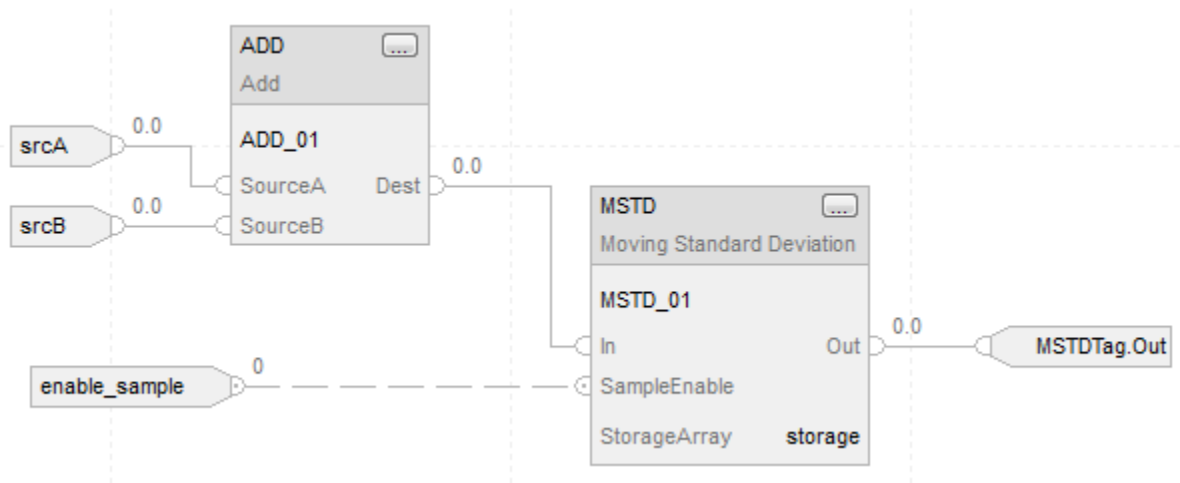 ADD ...
Add
0.0
srcA
ADD_01
0.0
SourceA Dest
0.0
srcB
SourceB
MSTD ...
Moving Standard Deviation
MSTD_01
0.0
In Out
MSTDTag.Out
0
enable_sample
SampleEnable
StorageArray storage